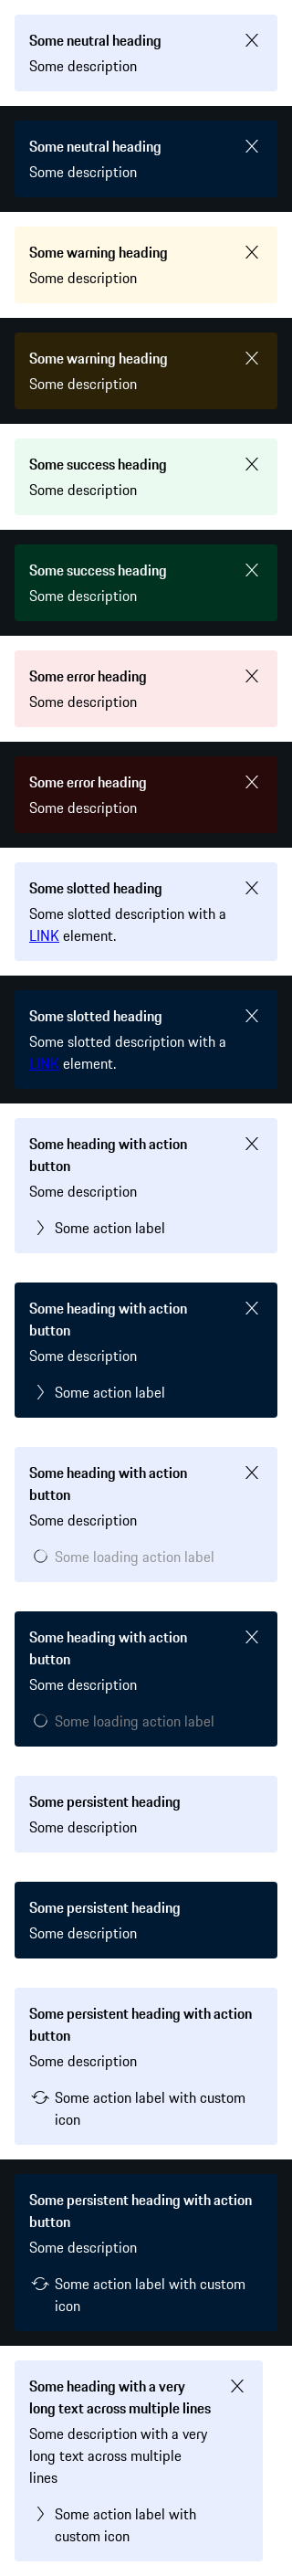 Some neutral heading
Some description
Some neutral heading
Some description
Some warning heading
Some description
Some warning heading
Some description
Some success heading
Some description
Some success heading
Some description
Some error heading
Some description
Some error heading
Some description
Some slotted heading
Some slotted description with a
LINK element.
Some slotted heading
Some slotted description with a
LINK element.
Some heading with action
button
Some description
Some action label
Some heading with action
button
Some description
Some action label
Some heading with action
button
Some description
Some loading action label
Some heading with action
button
Some description
Some loading action label
Some persistent heading
Some description
Some persistent heading
Some description
Some persistent heading with action
button
Some description
Some action label with custom
icon
Some persistent heading with action
button
Some description
Some action label with custom
icon
Some heading with a very
long text across multiple lines
Some description with a very
long text across multiple
lines
Some action label with
custom icon